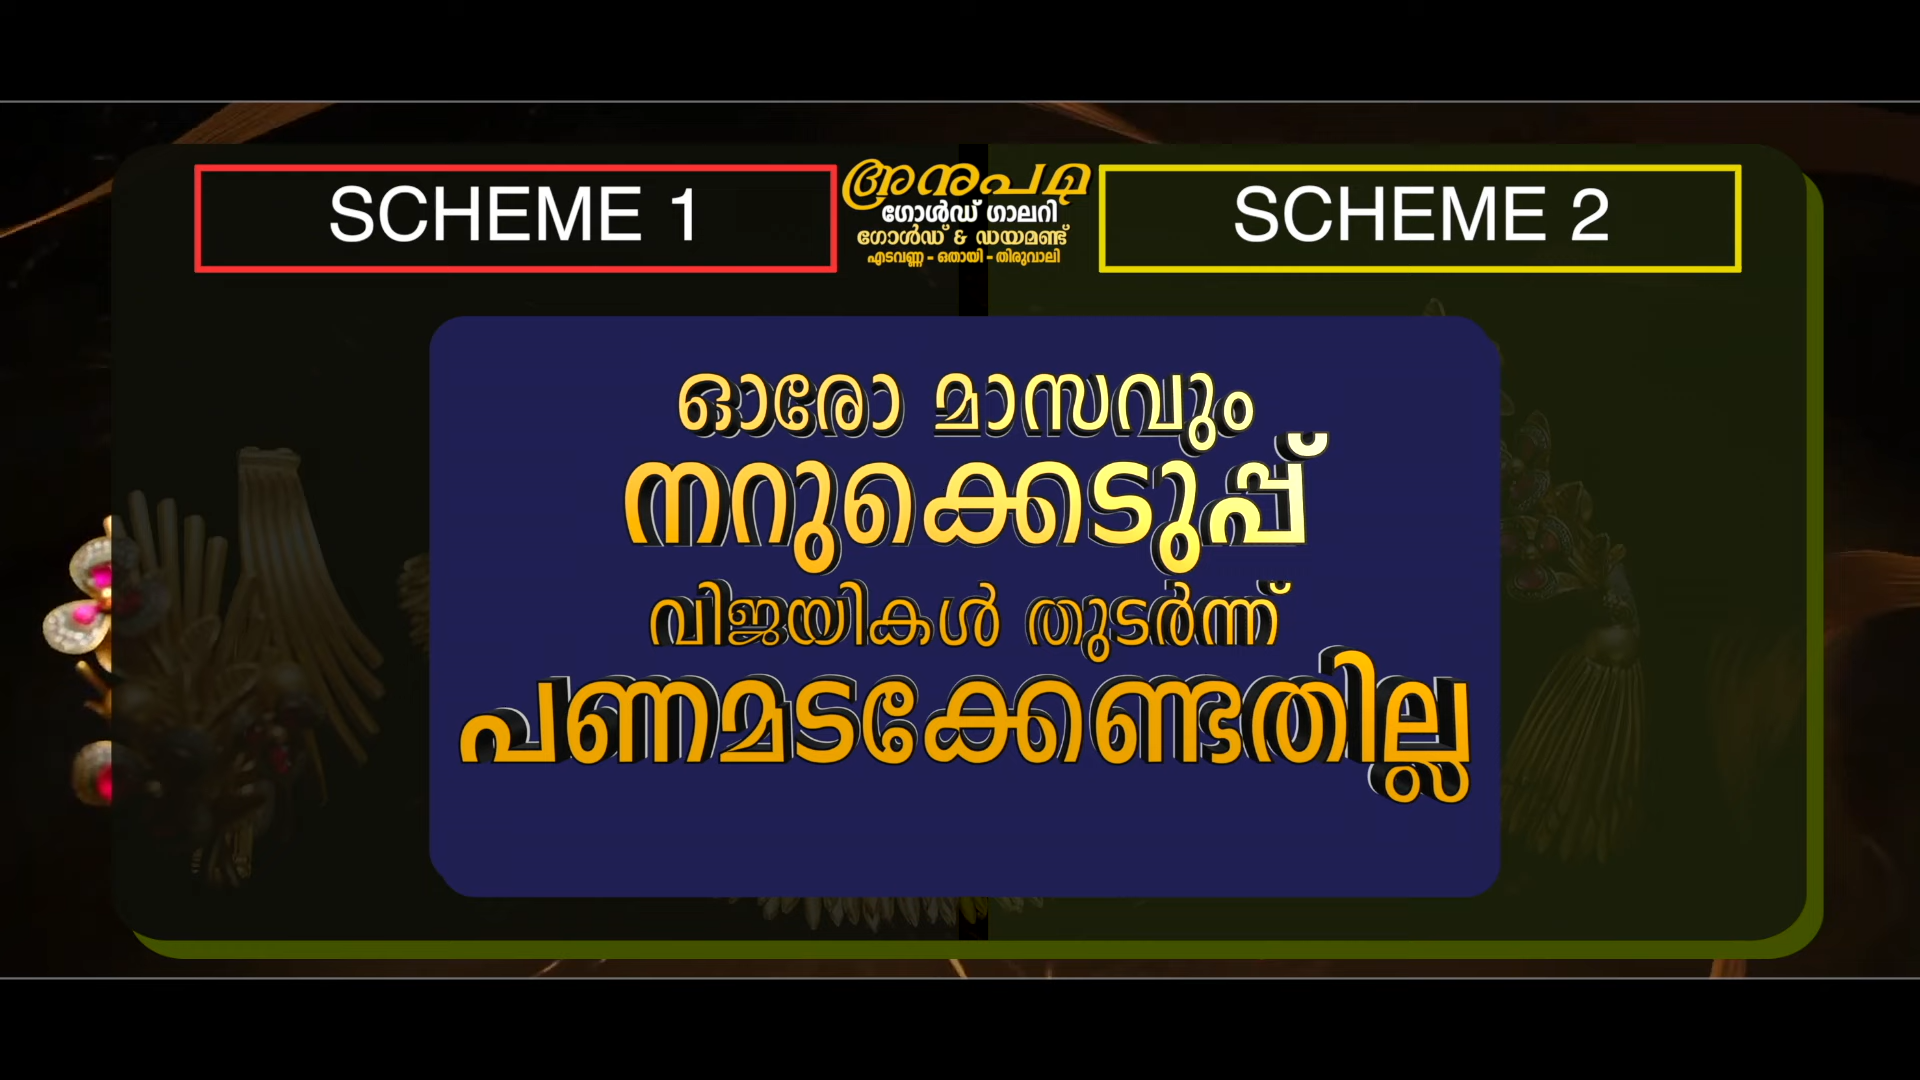 SCHEME 1
അനുപമ
ഗോൾഡ് ഗാലറി
ഗോൾഡ് & ഡയമണ്ട്
എടവണ്ണ - ഒതായി - തിരുവാലി
SCHEME 2
ഓരോ മാസവും
നറുക്കെടുപ്പ്
വിജയികൾ തുടർന്ന്
പണമടക്കേണ്ടതില്ല